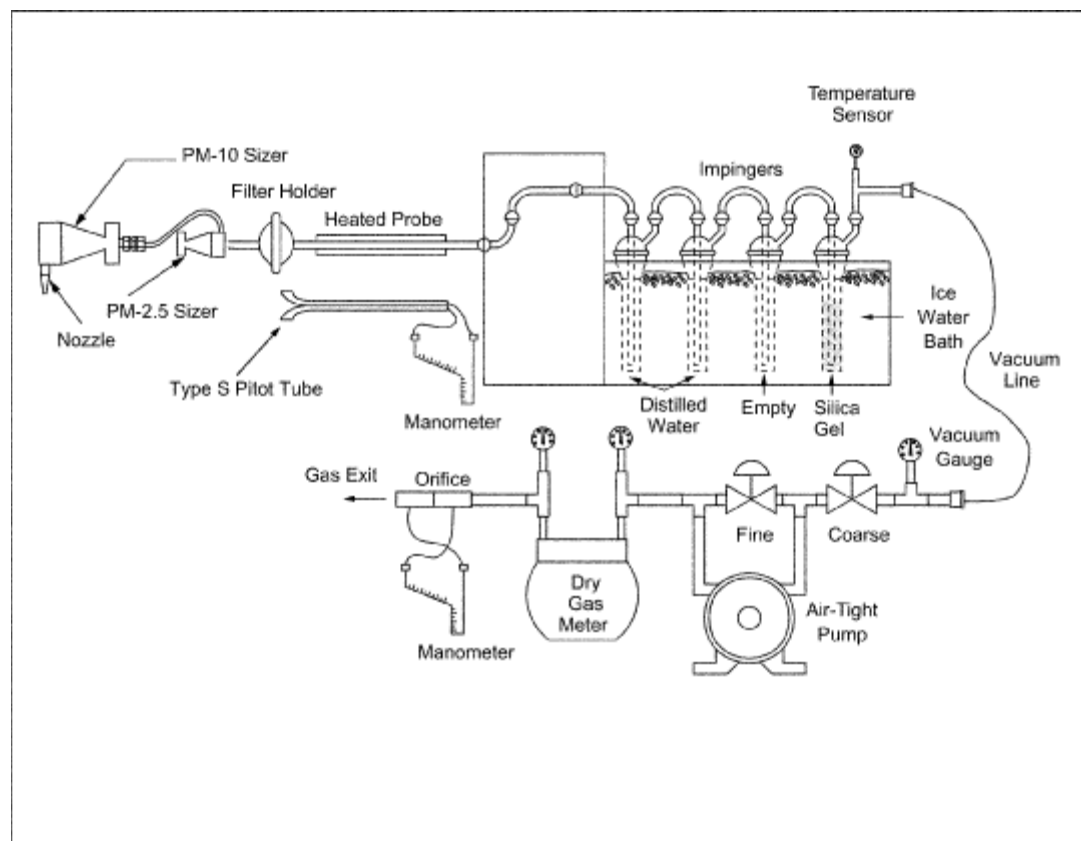 Temperature
Sensor
PM-10 Sizer
Impingers
Filter Holder
Heated Probe
PM-2.5 Sizer
Nozzle
Ice
Water
Bath
Type S Pilot Tube
Vacuum
Line
Manometer
Distilled
Water
Empty
Silica
Gel
Vacuum
Gauge
Gas Exit
Orifice
Fine
Coarse
Dry
Gas
Meter
Air-Tight
Pump
Manometer